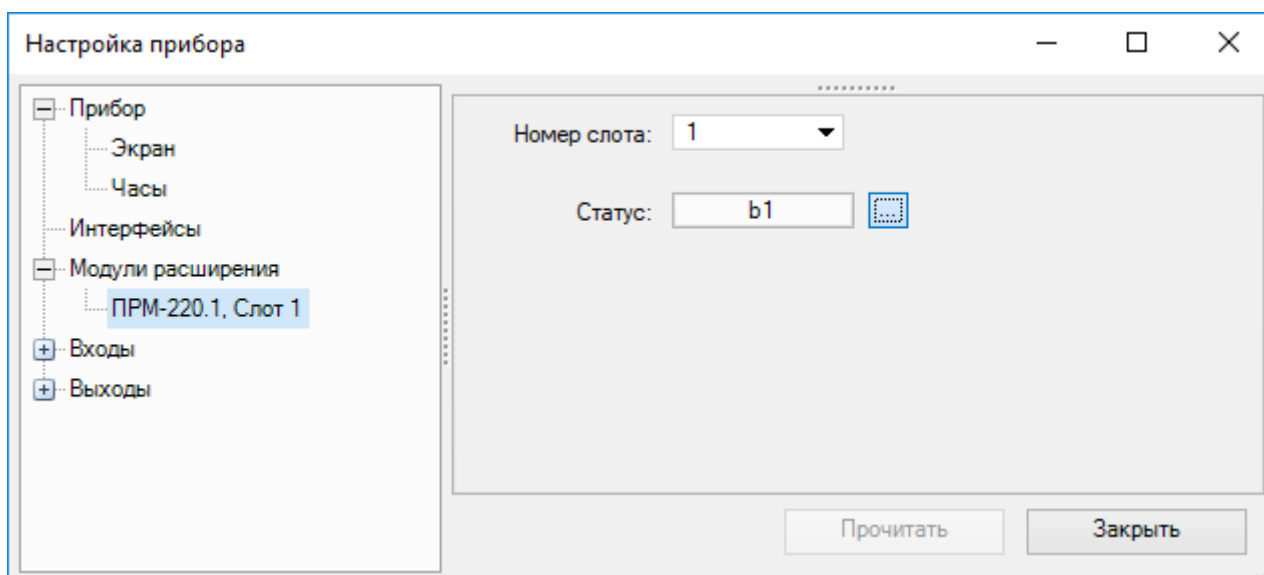 Настройка прибора
Прибор
Экран
Часы
Интерфейсы
Модули расширения
ПРМ-220.1, Слот 1
Входы
Выходы
Номер слота: 1
Статус: b1 ...
Прочитать Закрыть